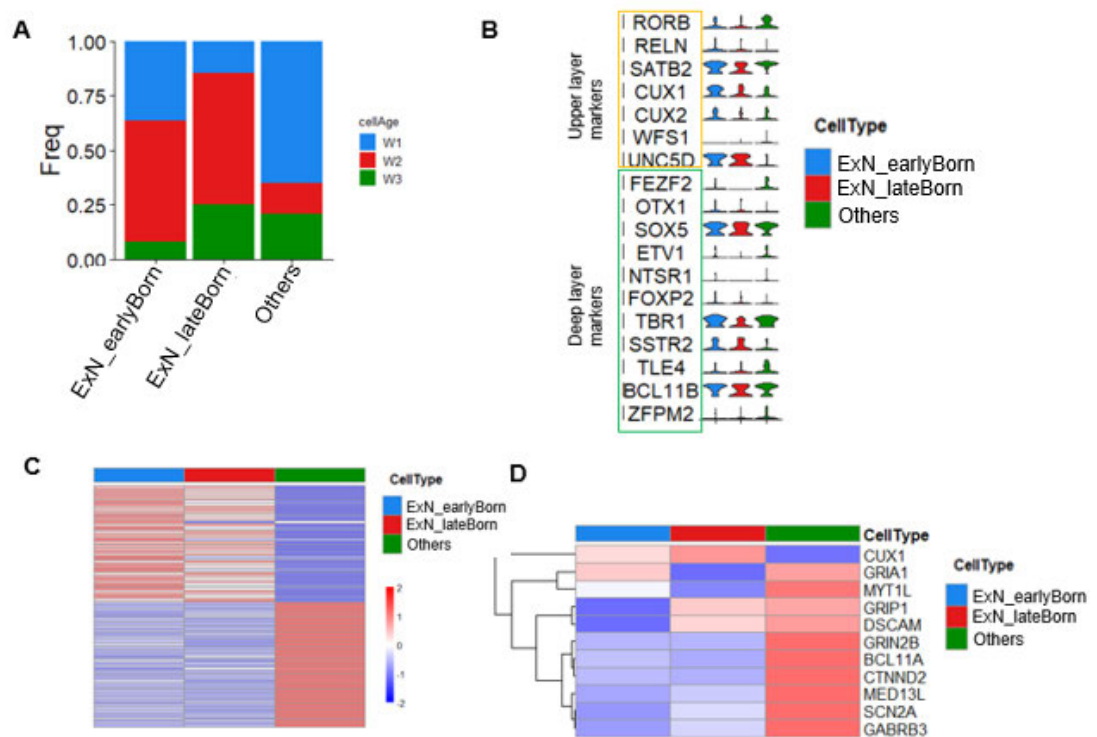 A
1.00
0.75
0.50
0.25
0.00
Freq
ExN_earlyBorn
ExN_lateBorn
Others
cellAge
W1
W2
W3
B
Upper layer
markers
RORB
RELN
SATB2
CUX1
CUX2
WFS1
UNC5D
Deep layer
markers
FEZF2
OTX1
SOX5
ETV1
NTSR1
FOXP2
TBR1
SSTR2
TLE4
BCL11B
ZFPM2
CellType
ExN_earlyBorn
ExN_lateBorn
Others
C
CellType
ExN_earlyBorn
ExN_lateBorn
Others
2
1
0
-1
-2
D
CellType
CUX1
GRIA1
MYT1L
GRIP1
DSCAM
GRIN2B
BCL11A
CTNND2
MED13L
SCN2A
GABRB3
CellType
ExN_earlyBorn
ExN_lateBorn
Others